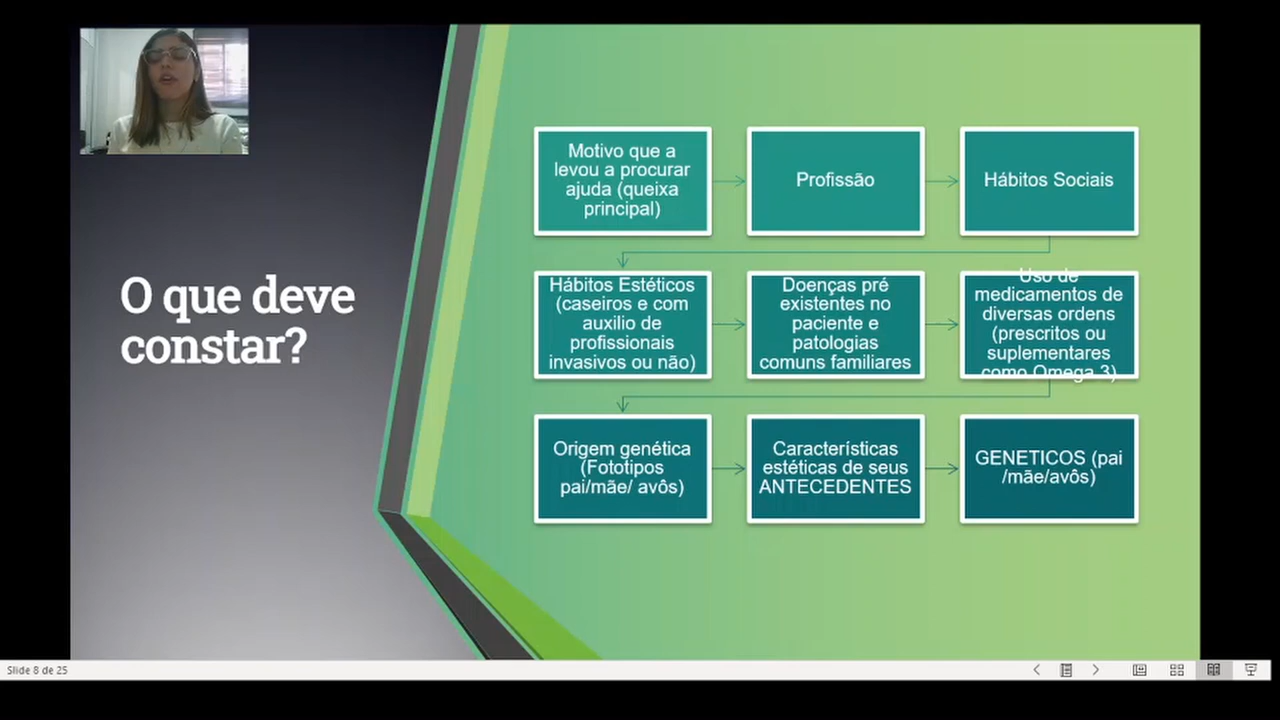 O que deve
constar?
Motivo que a
levou a procurar
ajuda (queixa
principal)
Profissão
Hábitos Sociais
Hábitos Estéticos
(caseiros e com
auxilio de
profissionais
invasivos ou não)
Doenças pré
existentes no
paciente e
patologias
comuns familiares
Uso de
medicamentos de
diversas ordens
(prescritos ou
suplementares
como Omega 3)
Origem genética
(Fototipos
pai/mãe/ avôs)
Características
estéticas de seus
ANTECEDENTES
GENETICOS (pai
/mãe/avôs)
Slide 8 de 25